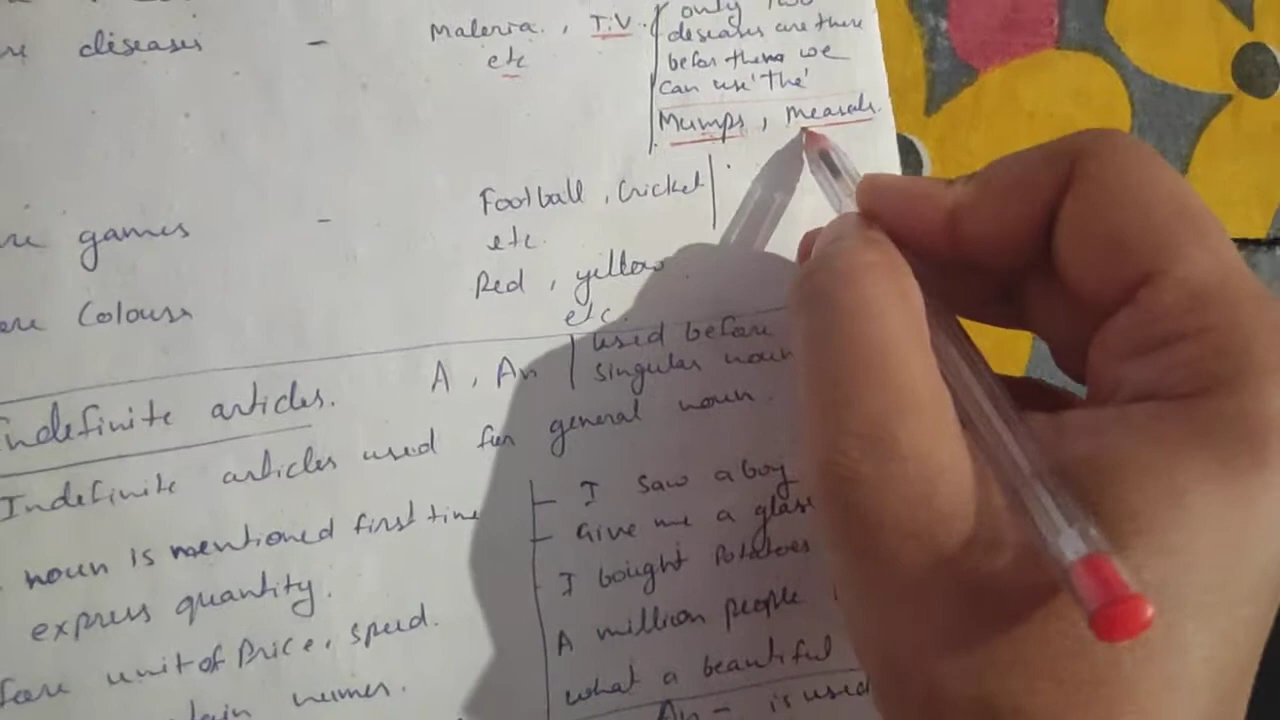 only Two
diseases are there
before diseases - Maleria. , T.V.
etc
befor them we
can use 'the'
Mumps , measals.
games - Football , Cricket
etc.
Colours Red , yellow
etc.
Indefinite articles. A , An used before
singular noun
Indefinite articles used for general noun.
noun is mentioned first time
I saw a boy
express quantity.
Give me a glass
I bought Potatoes
unit of Price, speed.
A million people
What a beautiful
An - is used